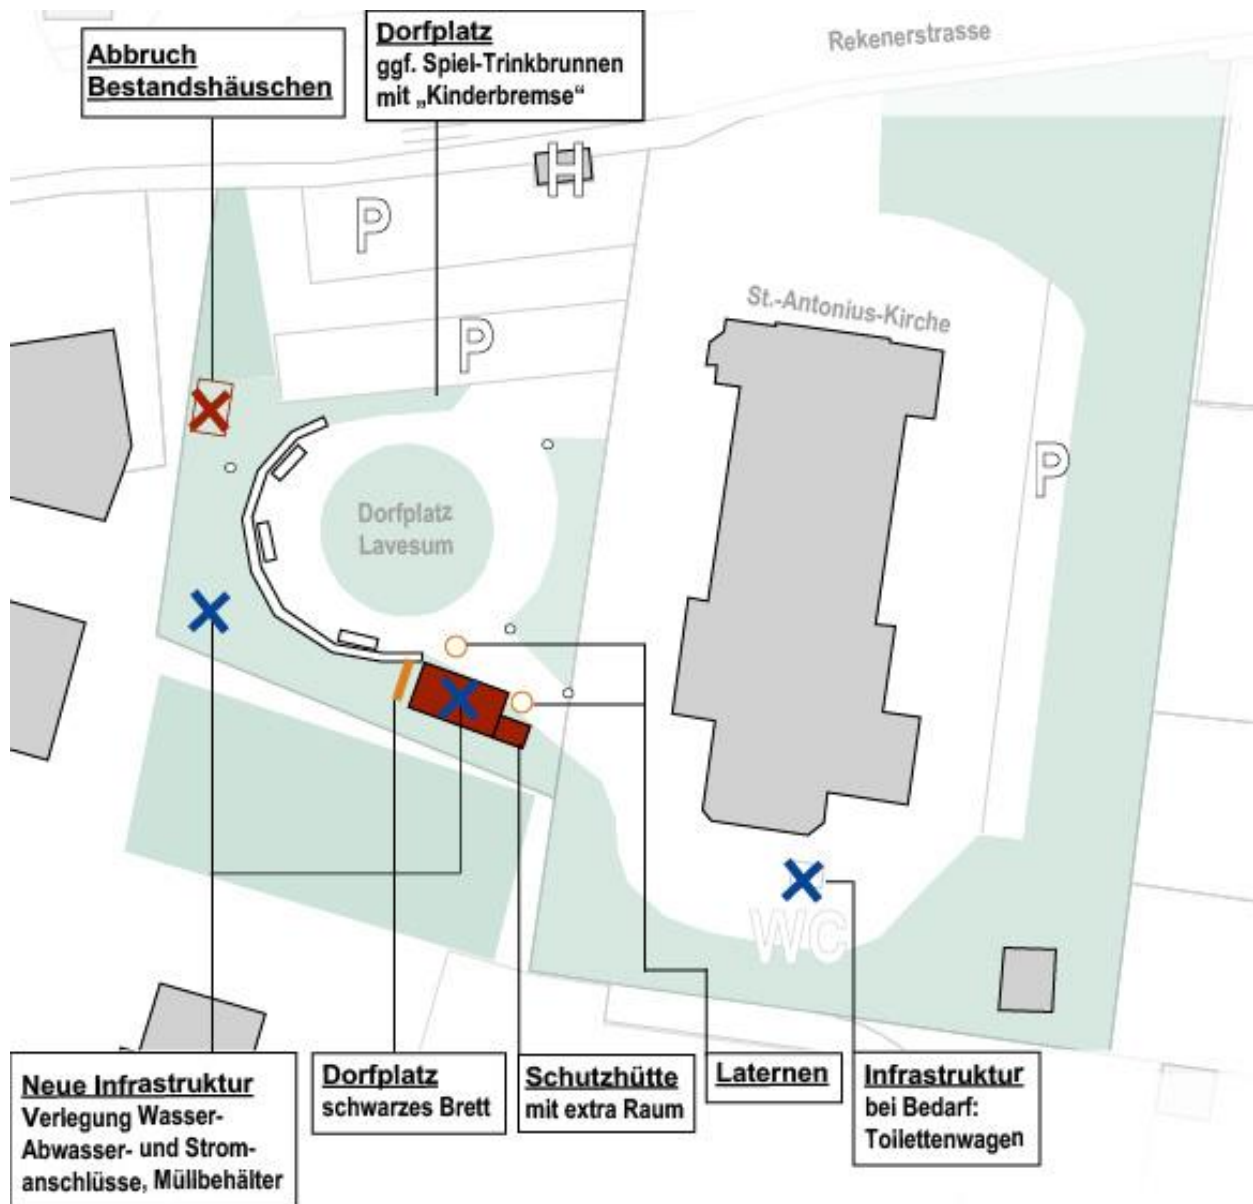 Abbruch
Bestandshäuschen
Dorfplatz
ggf. Spiel-Trinkbrunnen
mit „Kinderbremse“
Rekenerstrasse
H
P
P
St.-Antonius-Kirche
P
Dorfplatz
Lavesum
WC
Neue Infrastruktur
Verlegung Wasser-
Abwasser- und Strom-
anschlüsse, Müllbehälter
Dorfplatz
schwarzes Brett
Schutzhütte
mit extra Raum
Laternen
Infrastruktur
bei Bedarf:
Toilettenwagen